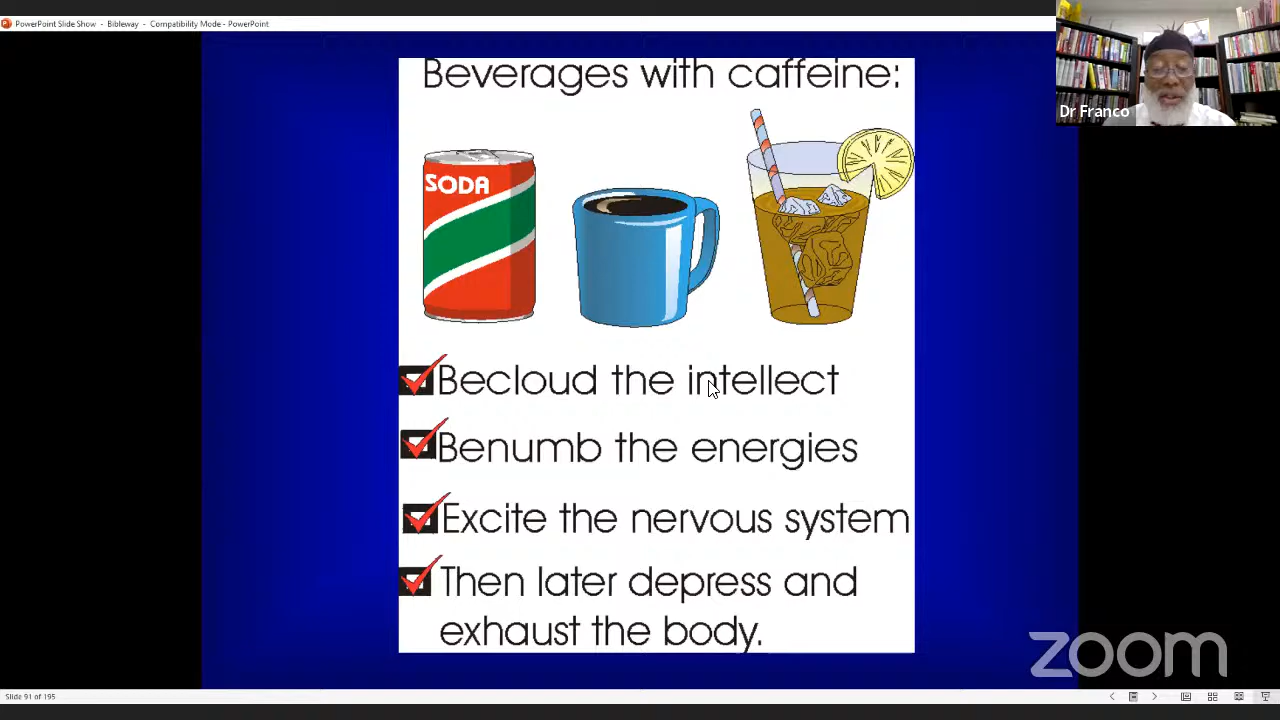 PowerPoint Slide Show - Bibleway - Compatibility Mode - PowerPoint
Dr Franco
Beverages with caffeine:
SODA
Becloud the intellect
Benumb the energies
Excite the nervous system
Then later depress and
exhaust the body.
zoom
Slide 91 of 195